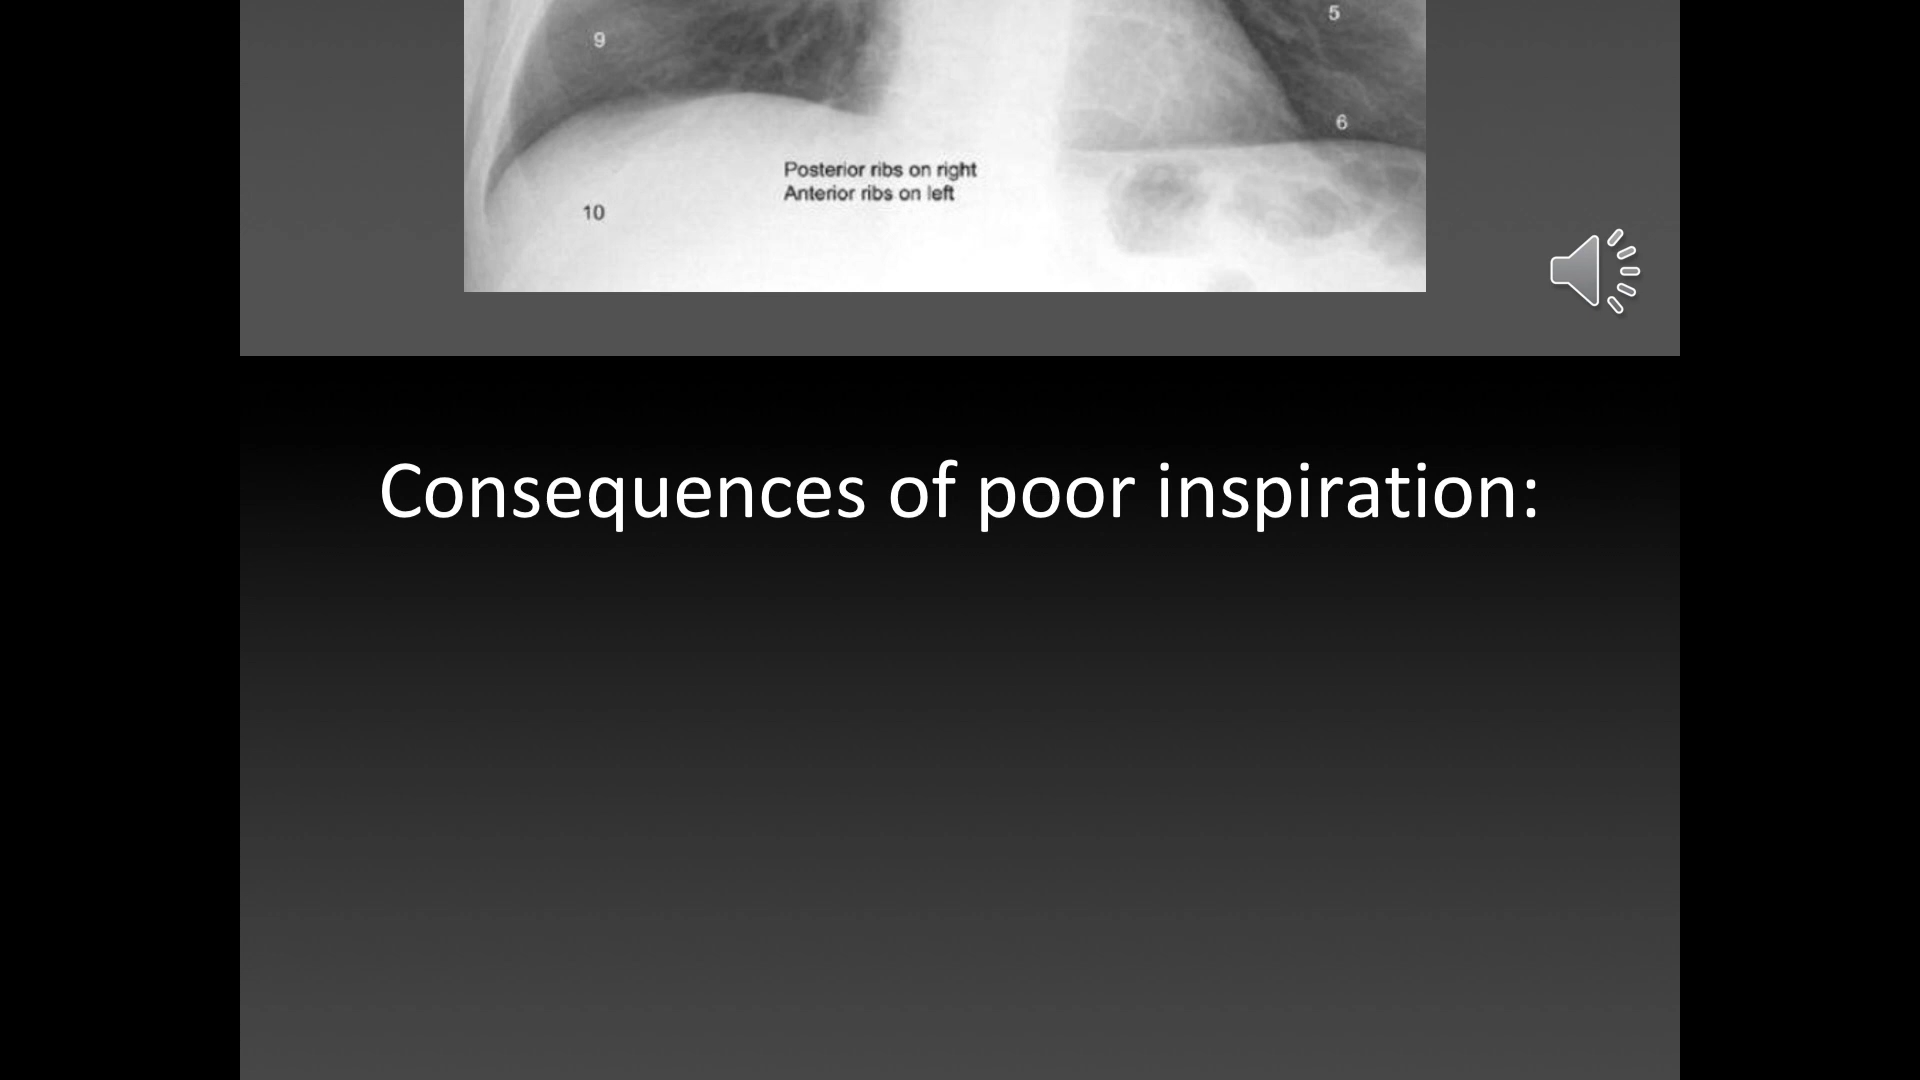 5
9
6
Posterior ribs on right
Anterior ribs on left
10
Consequences of poor inspiration: